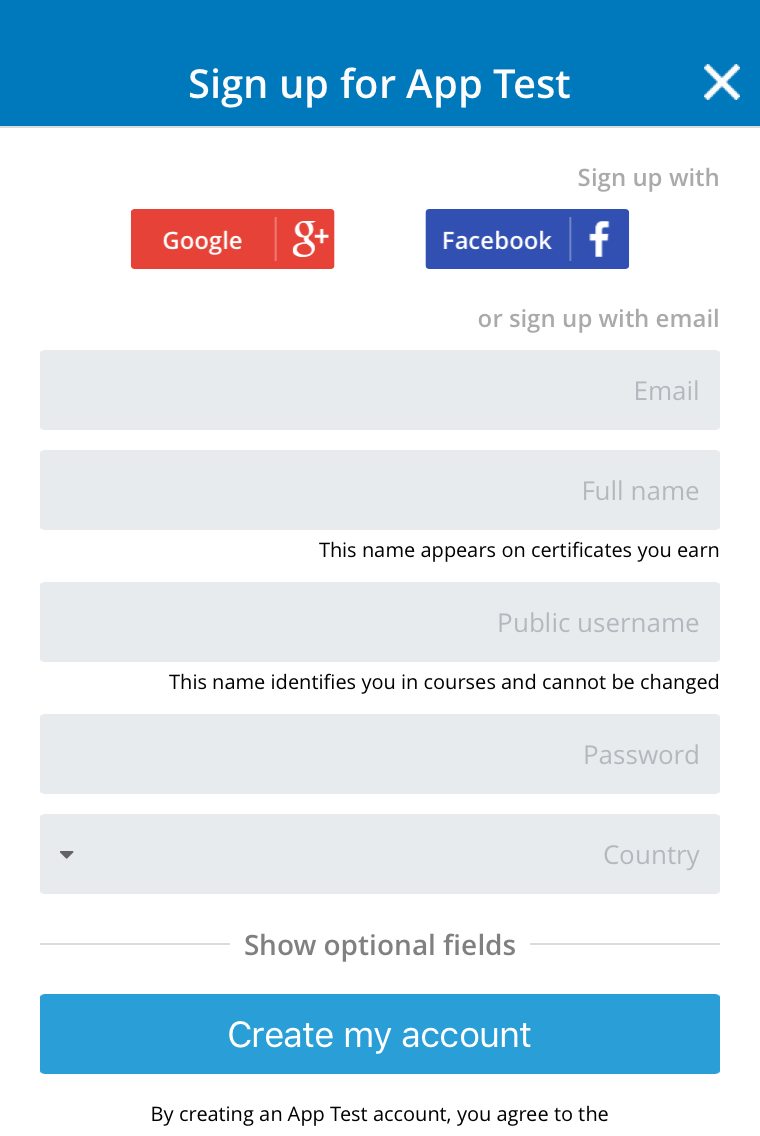 Sign up for App Test
Sign up with
Google g+
Facebook f
or sign up with email
Email
Full name
This name appears on certificates you earn
Public username
This name identifies you in courses and cannot be changed
Password
Country
Show optional fields
Create my account
By creating an App Test account, you agree to the